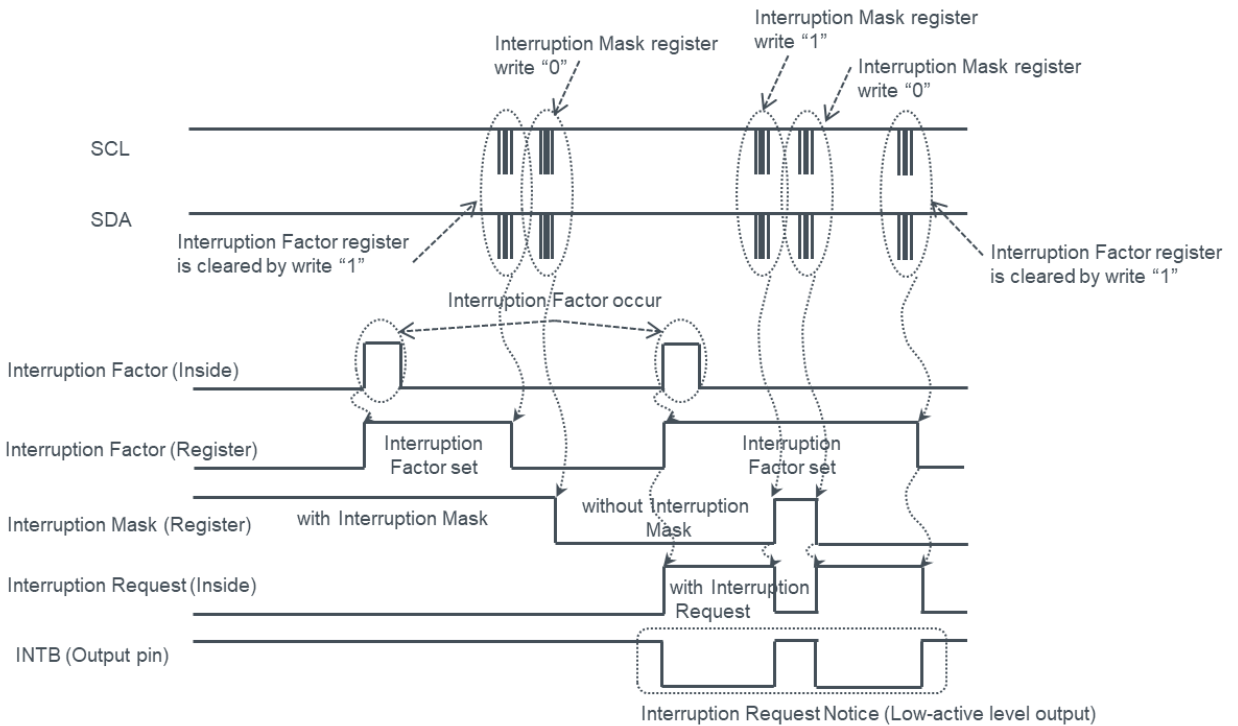 Interruption Mask register
write “1”
Interruption Mask register
write “0”
Interruption Mask register
write “0”
SCL
SDA
Interruption Factor register
is cleared by write “1”
Interruption Factor register
is cleared by write “1”
Interruption Factor occur
Interruption Factor (Inside)
Interruption Factor (Register)
Interruption
Factor set
Interruption
Factor set
Interruption Mask (Register)
with Interruption Mask
without Interruption
Mask
Interruption Request (Inside)
with Interruption
Request
INTB (Output pin)
Interruption Request Notice (Low-active level output)